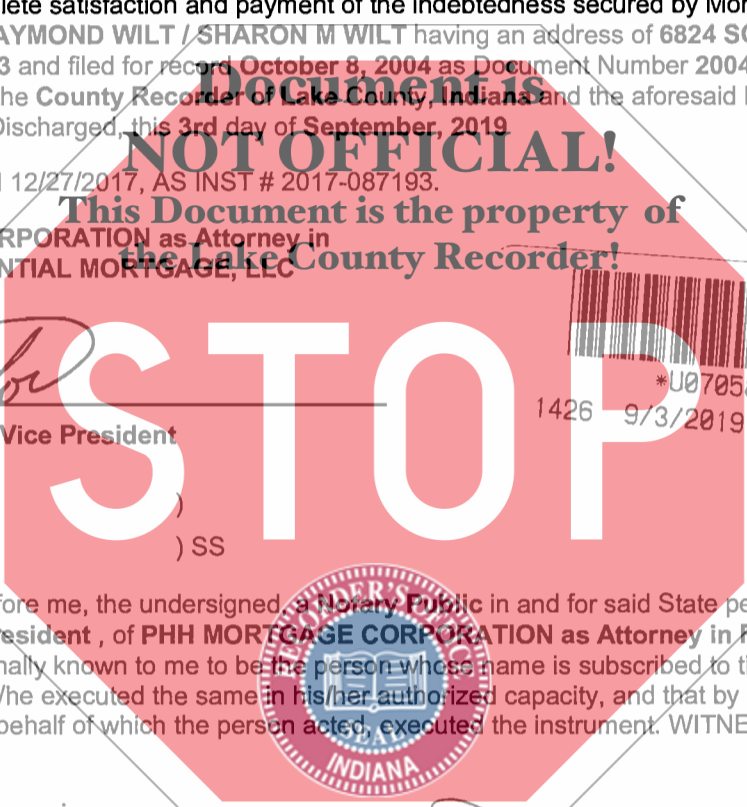 lete satisfaction and payment of the indebtedness secured by Mor
AYMOND WILT / SHARON M WILT having an address of 6824 SC
3 and filed for record October 8, 2004 as Document Number 2004
he County Recorder of Lake County, Indiana and the aforesaid
Discharged, this 3rd day of September, 2019
Document is
NOT OFFICIAL!
This Document is the property of
the Lake County Recorder!
12/27/2017, AS INST # 2017-087193.
RPORATION as Attorney in
NTIAL MORTGAGE, LLC
STOP
*U0705
1426 9/3/2019
Vice President
)
) SS
fore me, the undersigned, a Notary Public in and for said State pe
esident , of PHH MORTGAGE CORPORATION as Attorney in F
nally known to me to be the person whose name is subscribed to t
/he executed the same in his/her authorized capacity, and that by
behalf of which the person acted, executed the instrument. WITNE
SEAL
INDIANA